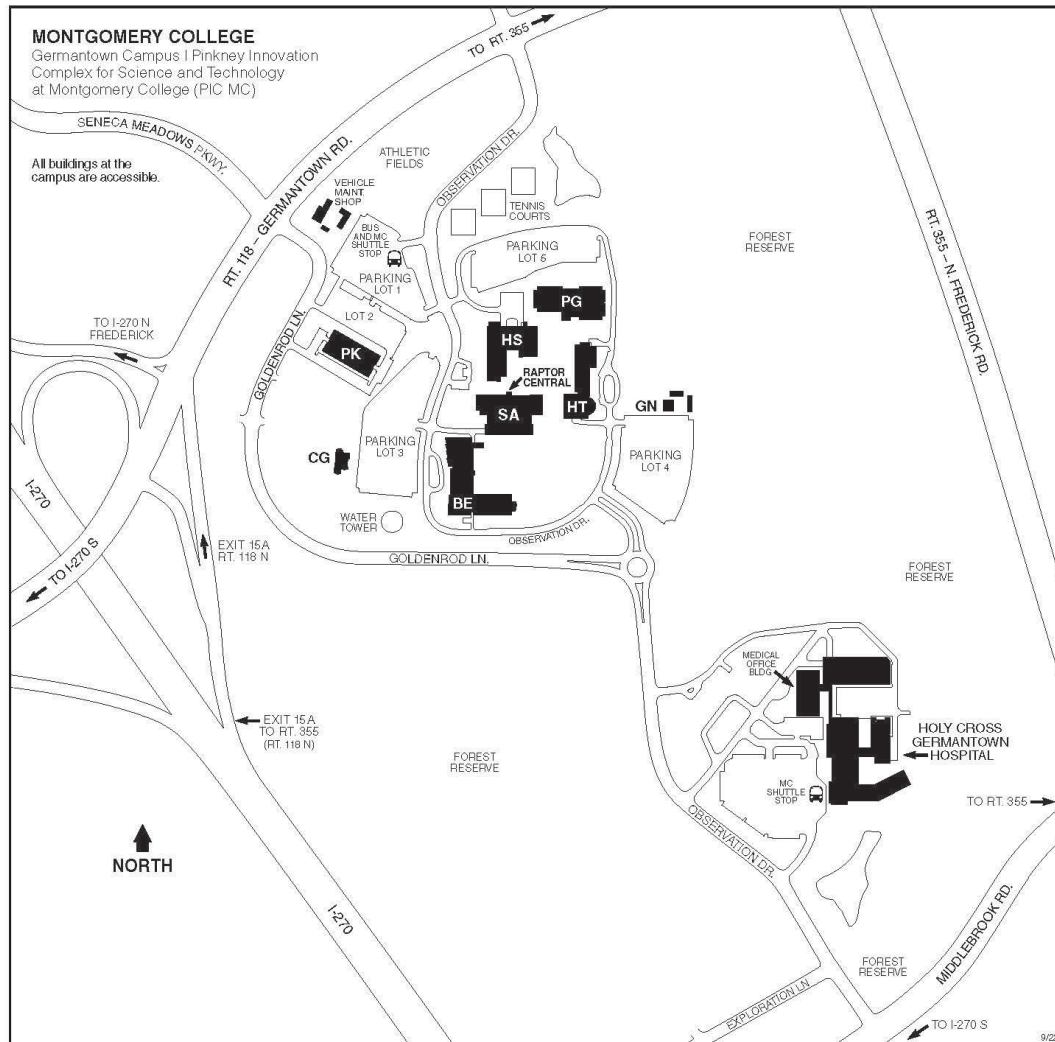 MONTGOMERY COLLEGE
Germantown Campus | Pinkney Innovation
Complex for Science and Technology
at Montgomery College (PIC MC)
TO RT. 355
SENECA MEADOWS PKWY.
All buildings at the
campus are accessible.
RT. 118 – GERMANTOWN RD.
ATHLETIC
FIELDS
OBSERVATION DR.
VEHICLE
MAINT.
SHOP
TENNIS
COURTS
BUS
AND MC
SHUTTLE
STOP
PARKING
LOT 1
PARKING
LOT 5
FOREST
RESERVE
RT. 355 – N. FREDERICK RD.
PG
LOT 2
TO I-270 N
FREDERICK
GOLDENROD LN.
PK
HS
RAPTOR
CENTRAL
SA
HT
GN
PARKING
LOT 3
CG
PARKING
LOT 4
I-270
BE
WATER
TOWER
OBSERVATION DR.
EXIT 15A
RT. 118 N
GOLDENROD LN.
TO I-270 S
FOREST
RESERVE
MEDICAL
OFFICE
BLDG
EXIT 15A
TO RT. 355
(RT. 118 N)
HOLY CROSS
GERMANTOWN
HOSPITAL
FOREST
RESERVE
MC
SHUTTLE
STOP
TO RT. 355
OBSERVATION DR.
NORTH
I-270
MIDDLEBROOK RD.
FOREST
RESERVE
EXPLORATION LN
TO I-270 S